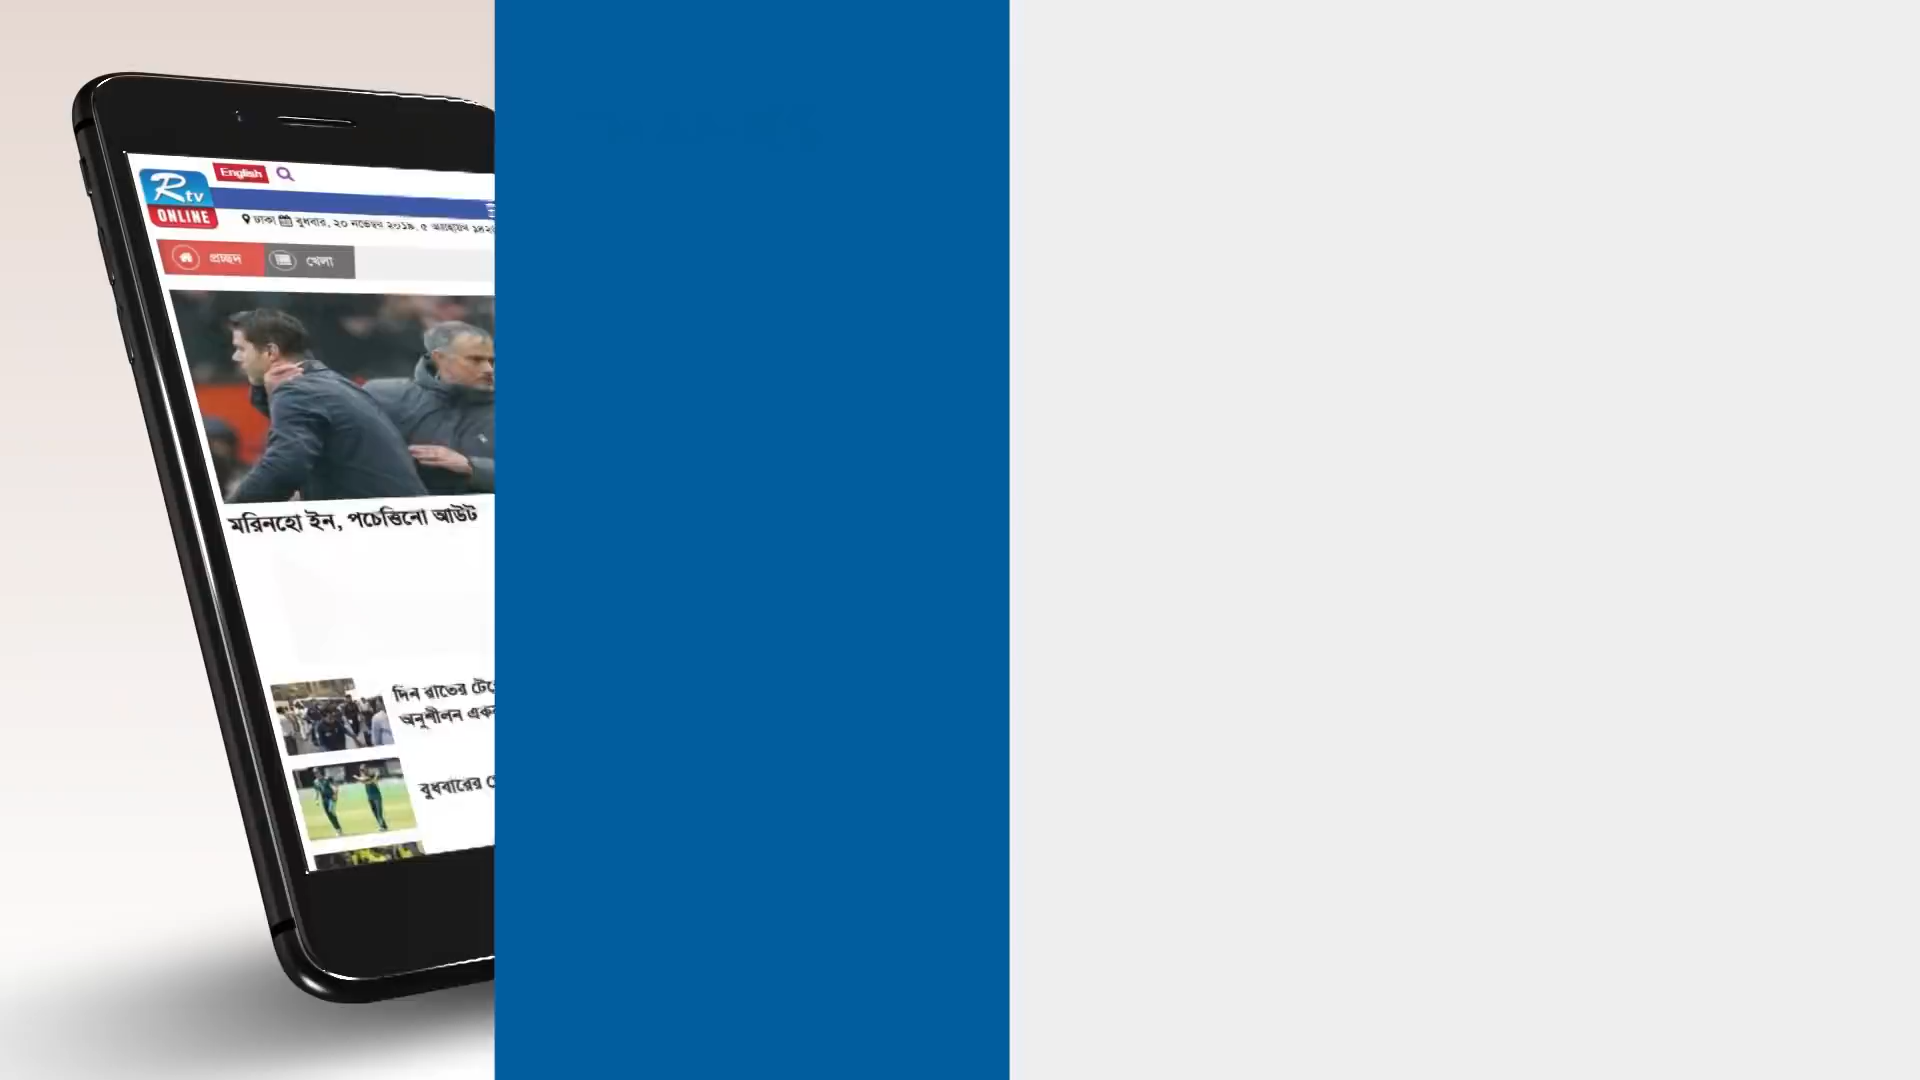 English
Rtv
ONLINE
ঢাকা বুধবার, ২০ নভেম্বর ২০১৯, ৫ অগ্রহায়ণ
প্রচ্ছদ খেলা
মরিনহো ইন, পচেত্তিনো আউট
দিন রাতের
অনুশীলন
বুধবারের